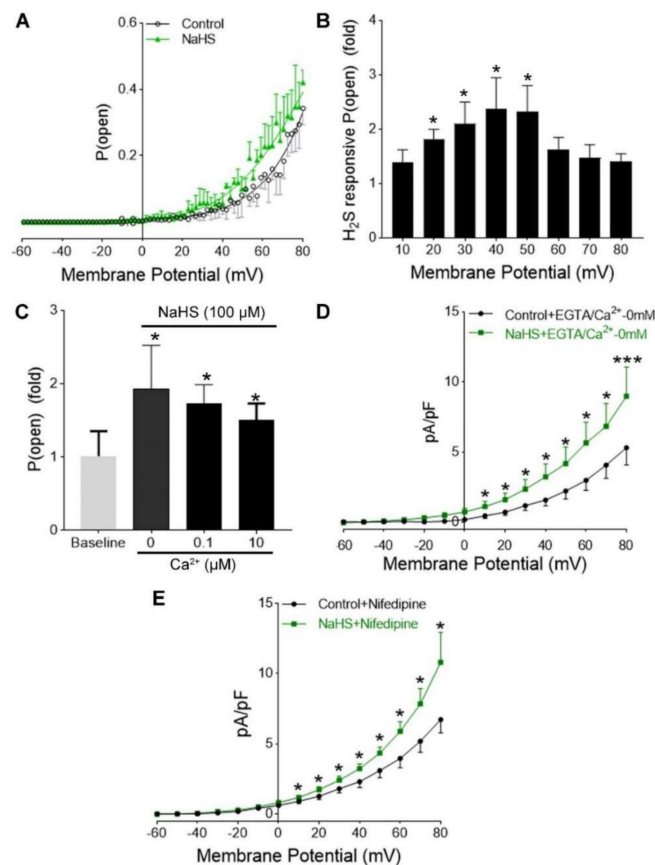 A
Control
NaHS
0.6
0.4
0.2
P(open)
-60 -40 -20 0 20 40 60 80
Membrane Potential (mV)
B
H₂S responsive P(open) (fold)
4
3
2
1
0
* * * *
10 20 30 40 50 60 70 80
Membrane Potential (mV)
C
NaHS (100 μM)
P(open) (fold)
3
2
1
0
* * *
Baseline 0 0.1 10
Ca²⁺ (μM)
D
Control+EGTA/Ca²⁺-0mM
NaHS+EGTA/Ca²⁺-0mM
pA/pF
15
10
5
0
* * * * * * * ***
-60 -40 -20 0 20 40 60 80
Membrane Potential (mV)
E
Control+Nifedipine
NaHS+Nifedipine
pA/pF
15
10
5
0
* * * * * * * *
-60 -40 -20 0 20 40 60 80
Membrane Potential (mV)